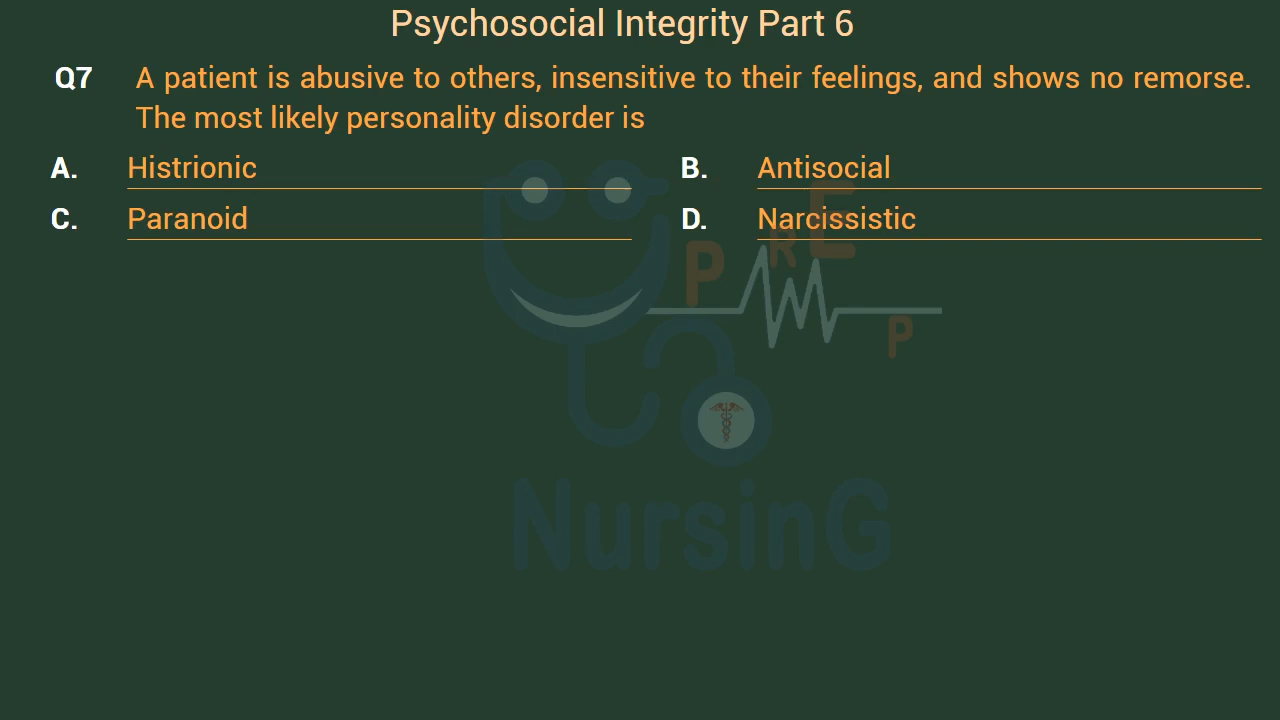 Psychosocial Integrity Part 6
Q7 A patient is abusive to others, insensitive to their feelings, and shows no remorse.
The most likely personality disorder is
A. Histrionic B. Antisocial
C. Paranoid D. Narcissistic
PREP
NursinG